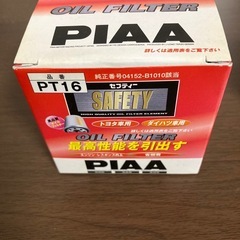 OIL FILTER
PIAA
詳しくは適用表をご覧下さい
品番
PT16
純正番号04152-B1010該当
セフティー
SAFETY
HIGH QUALITY OIL FILTER ELEMENT
トヨタ車用
ダイハツ車用
OIL FILTER
最高性能を引出す
PIAA